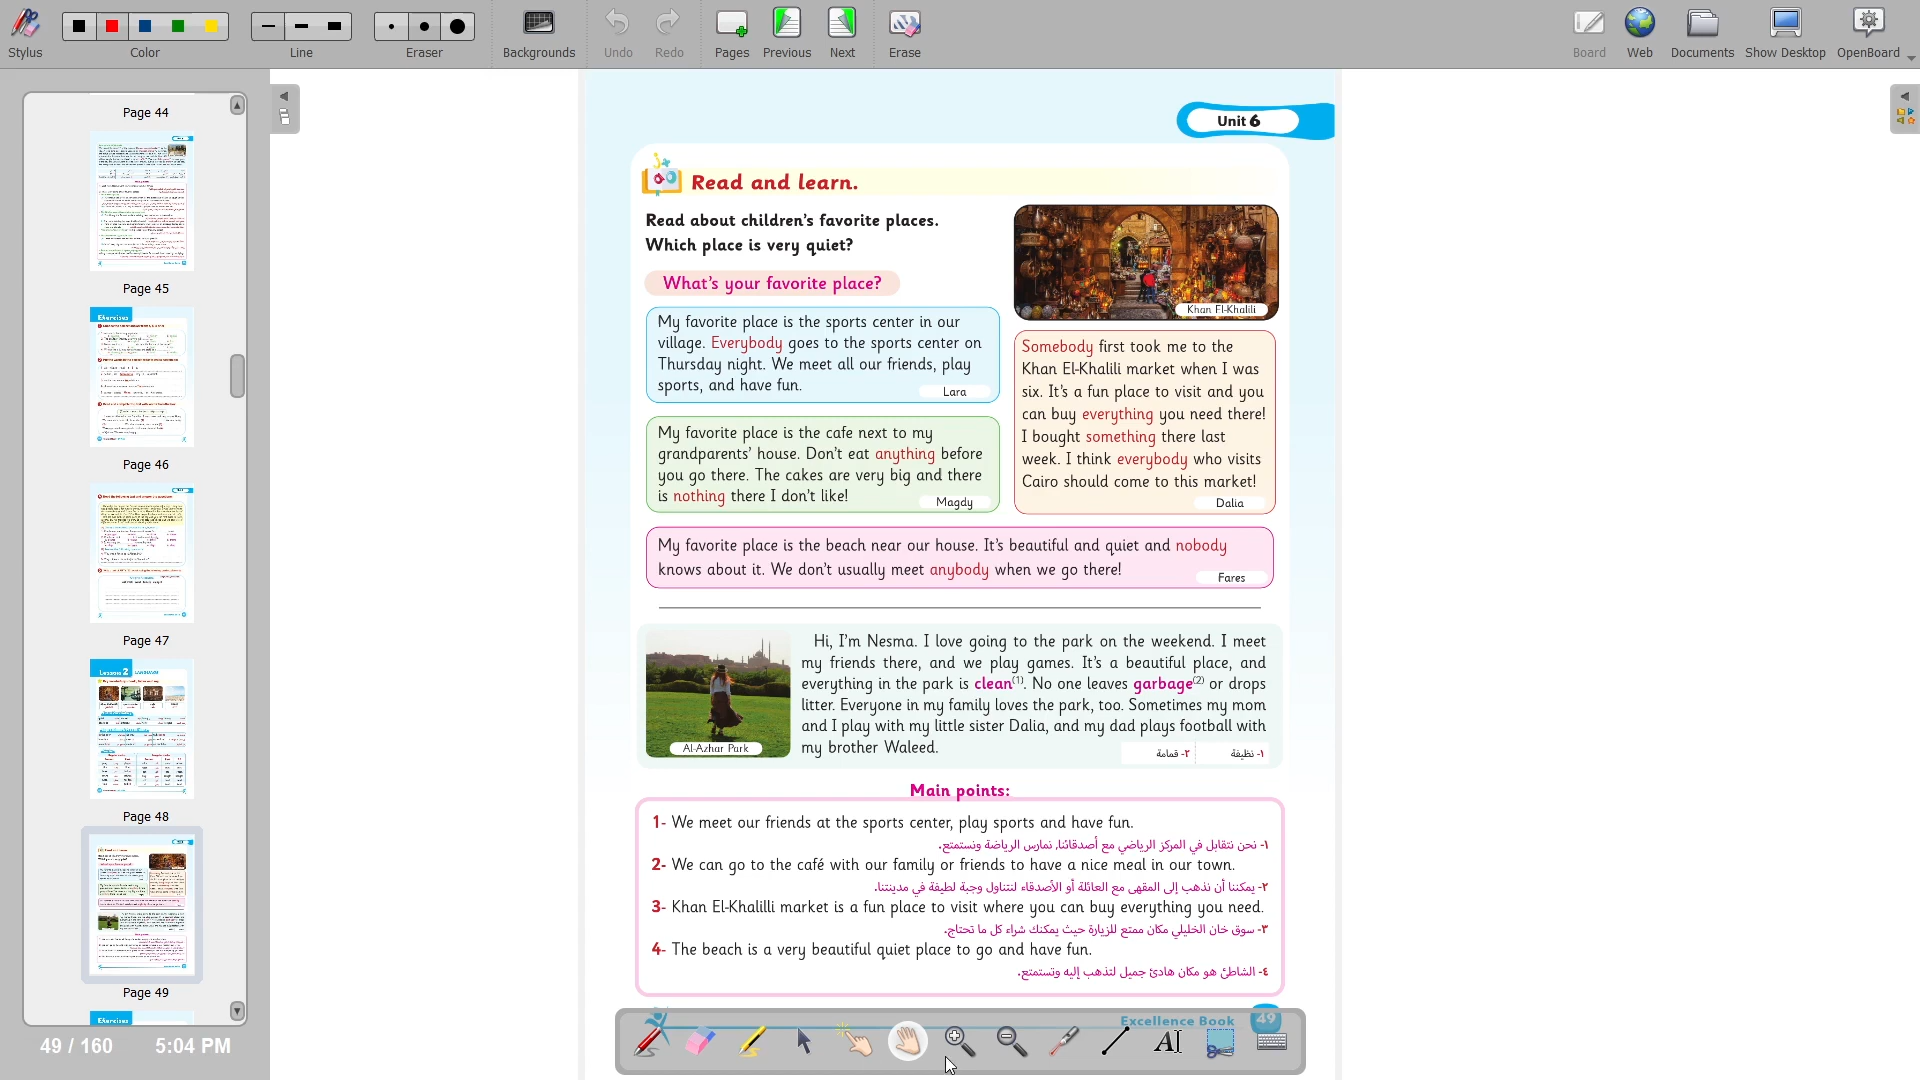 Stylus
Color
Line
Eraser
Backgrounds
Undo
Redo
Pages
Previous
Next
Erase
Board
Web
Documents
Show Desktop
OpenBoard
Page 44
Page 45
Exercises
Page 46
Page 47
Lesson 2 LANGUAGE
Page 48
Page 49
Exercises
49 / 160
5:04 PM
Unit 6
Read and learn.
Read about children's favorite places.
Which place is very quiet?
What's your favorite place?
Khan El-Khalili
My favorite place is the sports center in our
village. Everybody goes to the sports center on
Thursday night. We meet all our friends, play
sports, and have fun.
Lara
My favorite place is the cafe next to my
grandparents' house. Don't eat anything before
you go there. The cakes are very big and there
is nothing there I don't like!
Magdy
Somebody first took me to the
Khan El-Khalili market when I was
six. It's a fun place to visit and you
can buy everything you need there!
I bought something there last
week. I think everybody who visits
Cairo should come to this market!
Dalia
My favorite place is the beach near our house. It's beautiful and quiet and nobody
knows about it. We don't usually meet anybody when we go there!
Fares
Al-Azhar Park
Hi, I'm Nesma. I love going to the park on the weekend. I meet
my friends there, and we play games. It's a beautiful place, and
everything in the park is clean(1). No one leaves garbage(2) or drops
litter. Everyone in my family loves the park, too. Sometimes my mom
and I play with my little sister Dalia, and my dad plays football with
my brother Waleed.
١- نظيفة
٢- قمامة
Main points:
1- We meet our friends at the sports center, play sports and have fun.
١- نحن نتقابل في المركز الرياضي مع أصدقائنا, نمارس الرياضة ونستمتع.
2- We can go to the café with our family or friends to have a nice meal in our town.
٢- يمكننا أن نذهب إلى المقهى مع العائلة أو الأصدقاء لنتناول وجبة لطيفة في مدينتنا.
3- Khan El-Khalilli market is a fun place to visit where you can buy everything you need.
٣- سوق خان الخليلي مكان ممتع للزيارة حيث يمكنك شراء كل ما تحتاج.
4- The beach is a very beautiful quiet place to go and have fun.
٤- الشاطئ هو مكان هادئ جميل لتذهب إليه وتستمتع.
Excellence Book
49